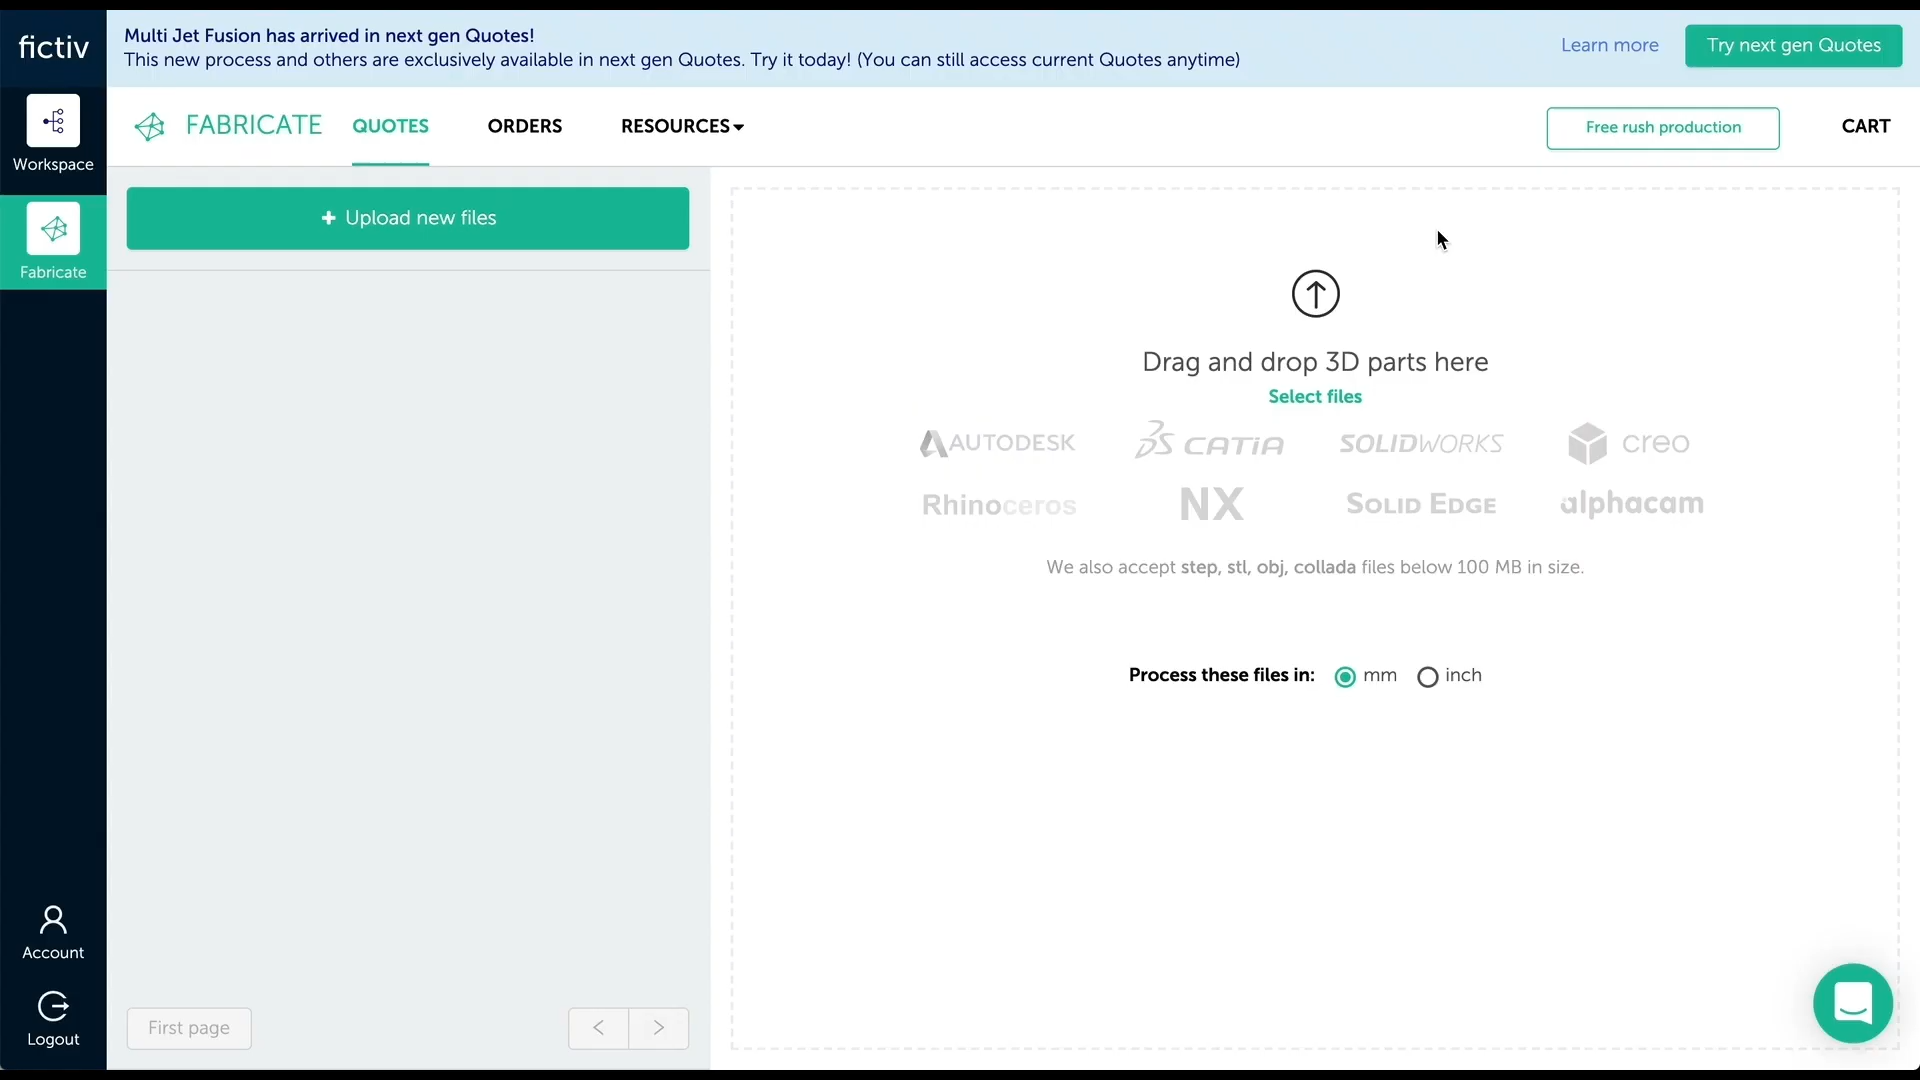 fictiv
Multi Jet Fusion has arrived in next gen Quotes!
This new process and others are exclusively available in next gen Quotes. Try it today! (You can still access current Quotes anytime)
Learn more
Try next gen Quotes
Workspace
Fabricate
FABRICATE
QUOTES
ORDERS
RESOURCES
Free rush production
CART
+ Upload new files
Drag and drop 3D parts here
Select files
AUTODESK
CATIA
SOLIDWORKS
creo
Rhinoceros
NX
SOLID EDGE
alphacam
We also accept step, stl, obj, collada files below 100 MB in size.
Process these files in: mm inch
Account
Logout
First page
< >